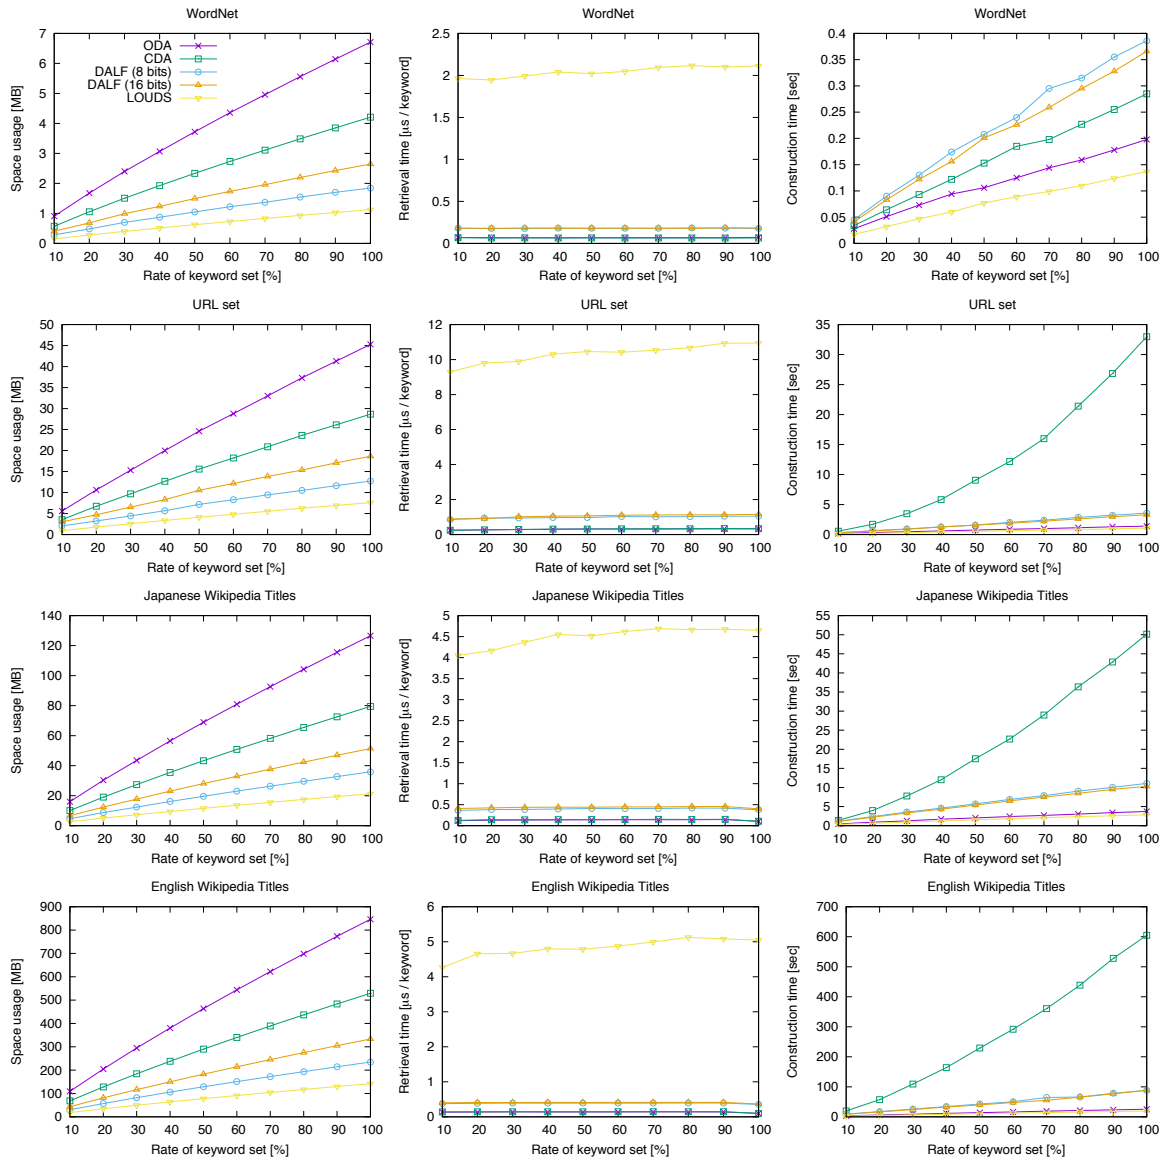 WordNet
Space usage [MB]
7
6
5
4
3
2
1
0
ODA
CDA
DALF (8 bits)
DALF (16 bits)
LOUDS
10 20 30 40 50 60 70 80 90 100
Rate of keyword set [%]
WordNet
Retrieval time [μs / keyword]
2.5
2
1.5
1
0.5
0
10 20 30 40 50 60 70 80 90 100
Rate of keyword set [%]
WordNet
Construction time [sec]
0.4
0.35
0.3
0.25
0.2
0.15
0.1
0.05
0
10 20 30 40 50 60 70 80 90 100
Rate of keyword set [%]
URL set
Space usage [MB]
50
45
40
35
30
25
20
15
10
5
0
10 20 30 40 50 60 70 80 90 100
Rate of keyword set [%]
URL set
Retrieval time [μs / keyword]
12
10
8
6
4
2
0
10 20 30 40 50 60 70 80 90 100
Rate of keyword set [%]
URL set
Construction time [sec]
35
30
25
20
15
10
5
0
10 20 30 40 50 60 70 80 90 100
Rate of keyword set [%]
Japanese Wikipedia Titles
Space usage [MB]
140
120
100
80
60
40
20
0
10 20 30 40 50 60 70 80 90 100
Rate of keyword set [%]
Japanese Wikipedia Titles
Retrieval time [μs / keyword]
5
4.5
4
3.5
3
2.5
2
1.5
1
0.5
0
10 20 30 40 50 60 70 80 90 100
Rate of keyword set [%]
Japanese Wikipedia Titles
Construction time [sec]
55
50
45
40
35
30
25
20
15
10
5
0
10 20 30 40 50 60 70 80 90 100
Rate of keyword set [%]
English Wikipedia Titles
Space usage [MB]
900
800
700
600
500
400
300
200
100
0
10 20 30 40 50 60 70 80 90 100
Rate of keyword set [%]
English Wikipedia Titles
Retrieval time [μs / keyword]
6
5
4
3
2
1
0
10 20 30 40 50 60 70 80 90 100
Rate of keyword set [%]
English Wikipedia Titles
Construction time [sec]
700
600
500
400
300
200
100
0
10 20 30 40 50 60 70 80 90 100
Rate of keyword set [%]